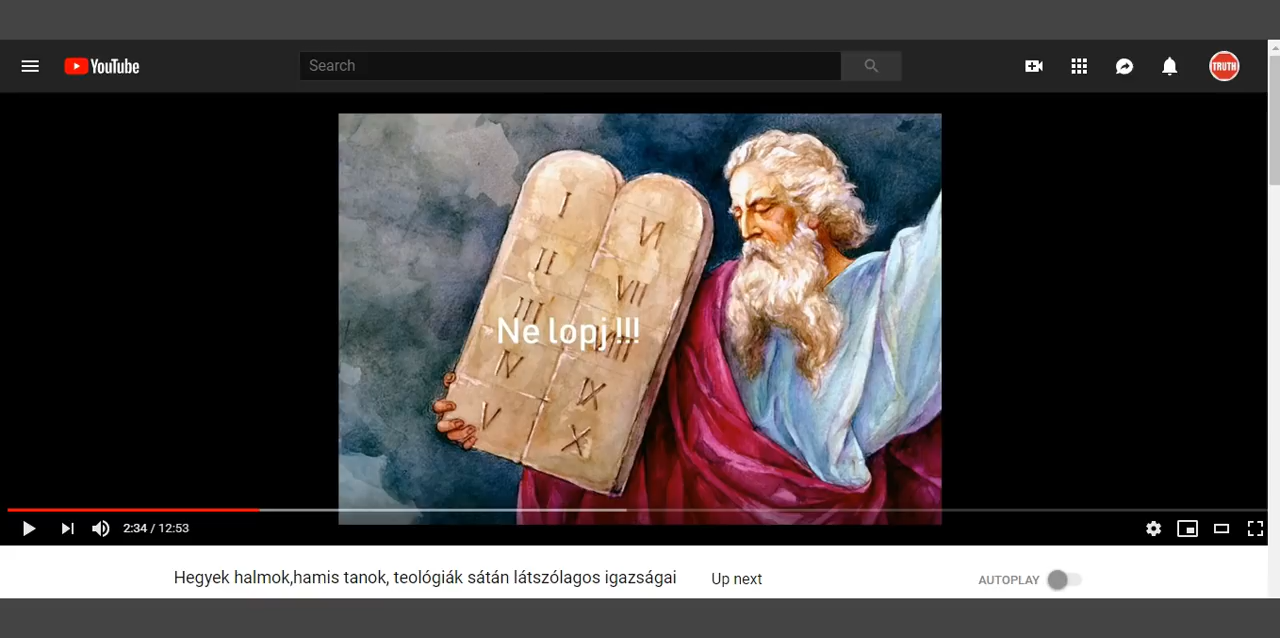 YouTube
Search
TRUTH
I
VI
II
VII
III
VIII
Ne lopj !!!
IV
IX
V
X
2:34 / 12:53
Hegyek halmok,hamis tanok, teológiák sátán látszólagos igazságai
Up next
AUTOPLAY